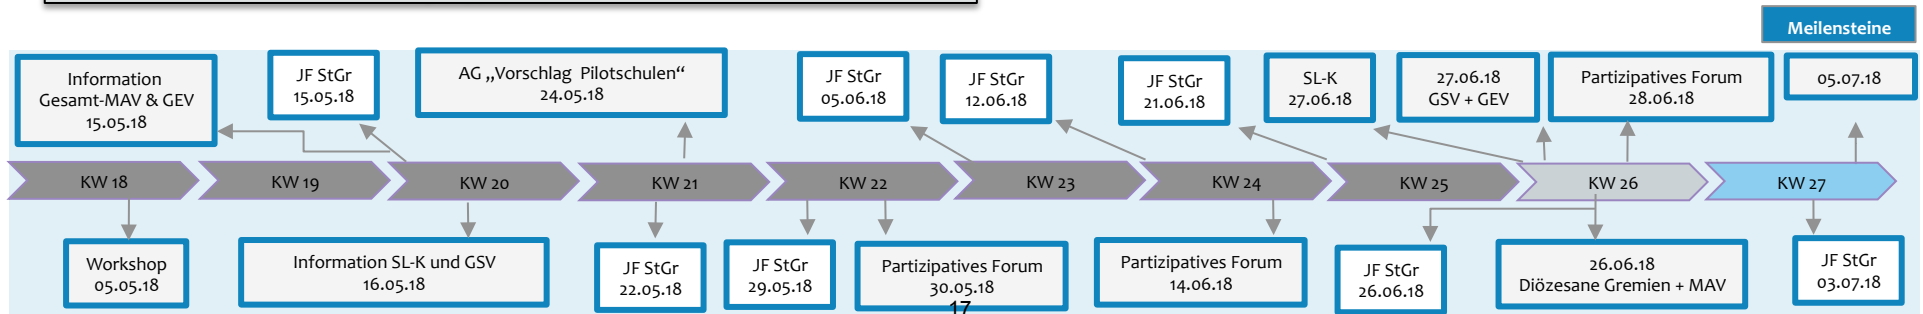 Meilensteine
Information
Gesamt-MAV & GEV
15.05.18
JF StGr
15.05.18
AG „Vorschlag Pilotschulen“
24.05.18
JF StGr
05.06.18
JF StGr
12.06.18
JF StGr
21.06.18
SL-K
27.06.18
27.06.18
GSV + GEV
Partizipatives Forum
28.06.18
05.07.18
KW 18
KW 19
KW 20
KW 21
KW 22
KW 23
KW 24
KW 25
KW 26
KW 27
Workshop
05.05.18
Information SL-K und GSV
16.05.18
JF StGr
22.05.18
JF StGr
29.05.18
Partizipatives Forum
30.05.18
Partizipatives Forum
14.06.18
JF StGr
26.06.18
26.06.18
Diözesane Gremien + MAV
JF StGr
03.07.18
17